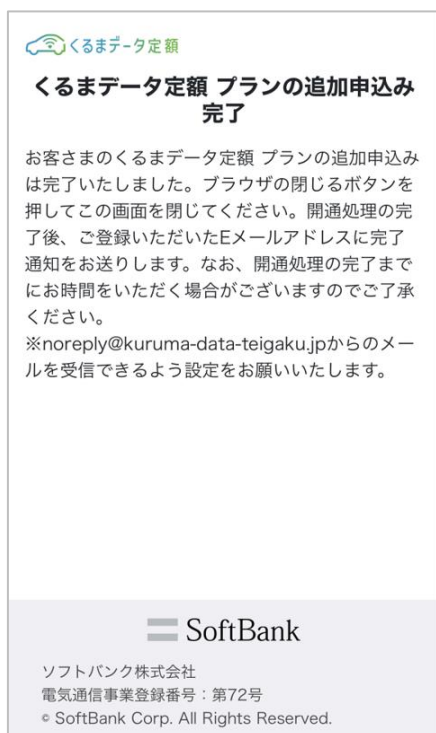 くるまデータ定額
くるまデータ定額 プランの追加申込み
完了
お客さまのくるまデータ定額 プランの追加申込み
は完了いたしました。ブラウザの閉じるボタンを
押してこの画面を閉じてください。開通処理の完
了後、ご登録いただいたEメールアドレスに完了
通知をお送りします。なお、開通処理の完了まで
にお時間をいただく場合がございますのでご了承
ください。
※noreply@kuruma-data-teigaku.jpからのメー
ルを受信できるよう設定をお願いいたします。
SoftBank
ソフトバンク株式会社
電気通信事業登録番号：第72号
© SoftBank Corp. All Rights Reserved.